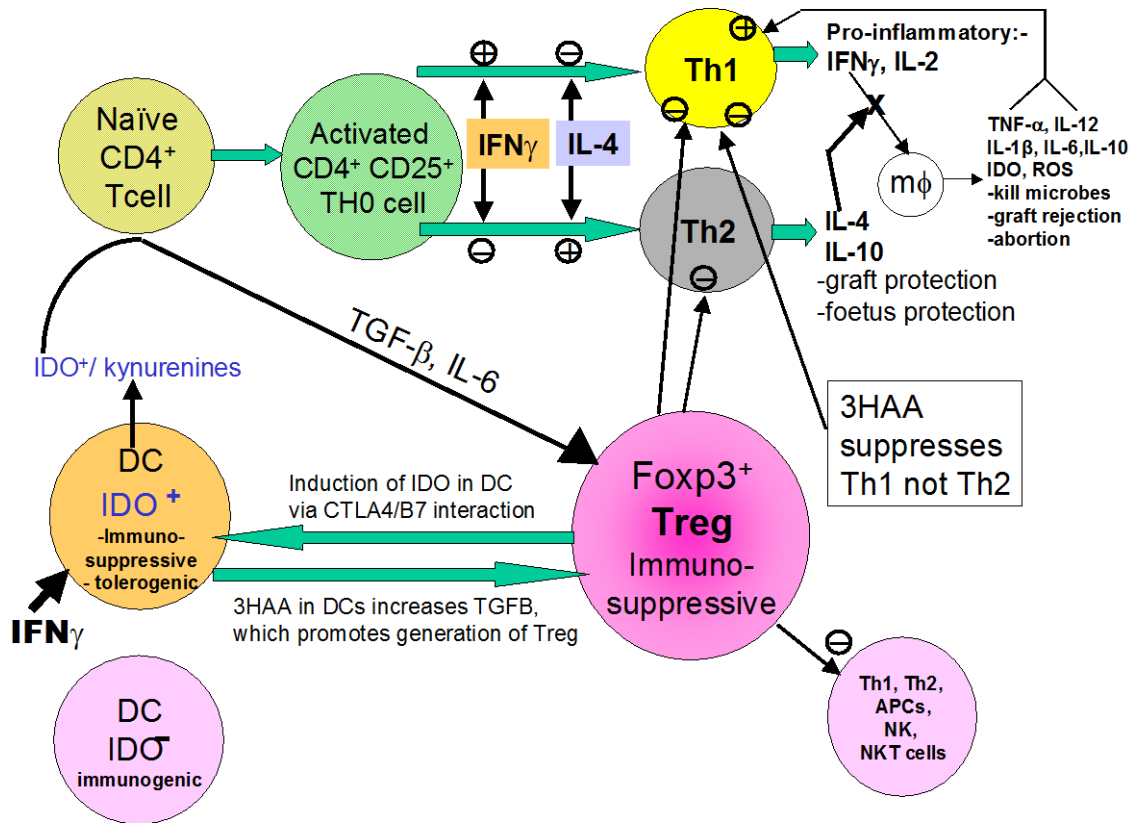 Naïve
CD4⁺
Tcell
Activated
CD4⁺ CD25⁺
TH0 cell
⊕
⊖
IFNγ
IL-4
⊖
⊕
⊕
Th1
⊖
⊖
Th2
⊖
Pro-inflammatory:-
IFNγ, IL-2
X
mϕ
TNF-α, IL-12
IL-1β, IL-6,IL-10
IDO, ROS
-kill microbes
-graft rejection
-abortion
IL-4
IL-10
-graft protection
-foetus protection
IDO⁺/ kynurenines
TGF-β, IL-6
3HAA
suppresses
Th1 not Th2
DC
IDO ⁺
-Immuno-
suppressive
- tolerogenic
IFNγ
Induction of IDO in DC
via CTLA4/B7 interaction
3HAA in DCs increases TGFB,
which promotes generation of Treg
Foxp3⁺
Treg
Immuno-
suppressive
⊖
Th1, Th2,
APCs,
NK,
NKT cells
DC
IDO⁻
immunogenic